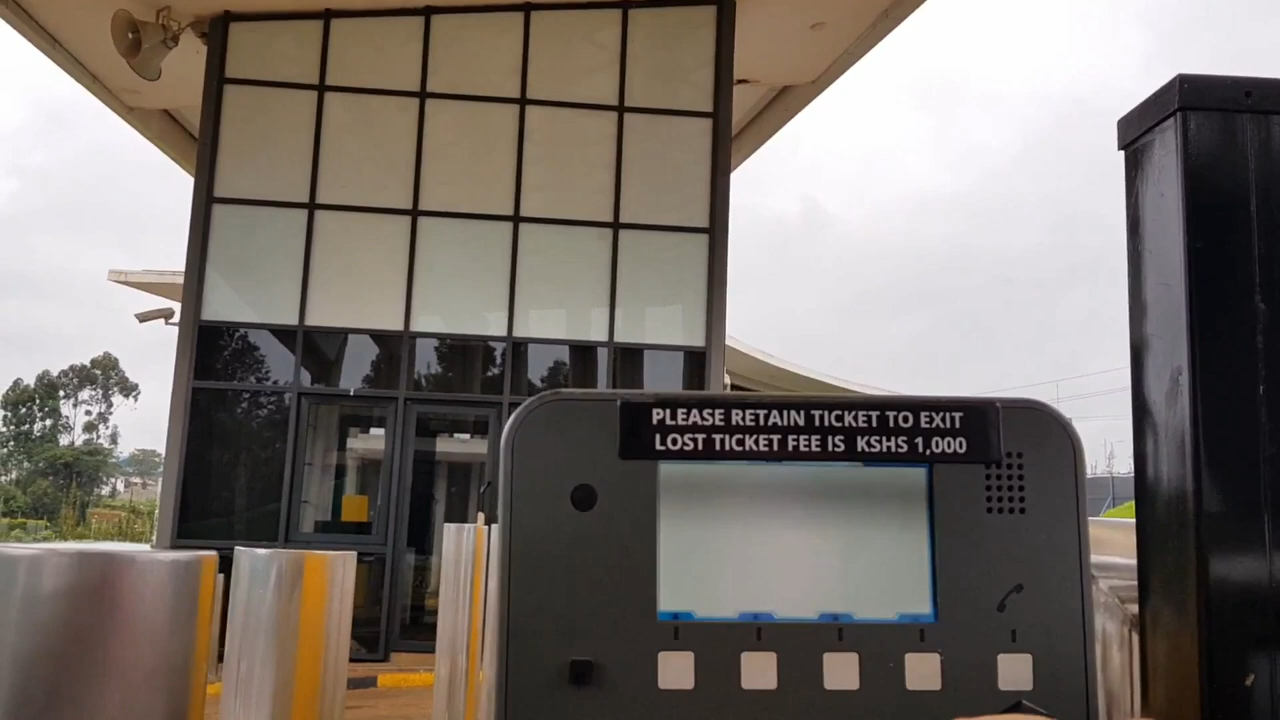 PLEASE RETAIN TICKET TO EXIT
LOST TICKET FEE IS KSHS 1,000